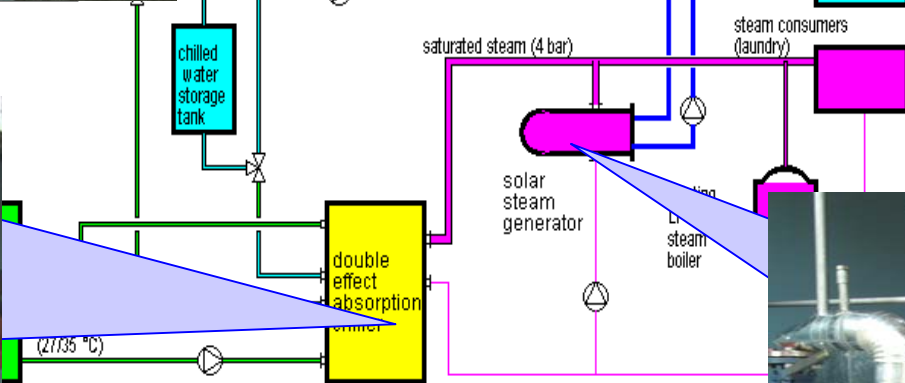 chilled
water
storage
tank
saturated steam (4 bar)
steam consumers
(laundry)
solar
steam
generator
steam
boiler
double
effect
absorption
(27/35 °C)